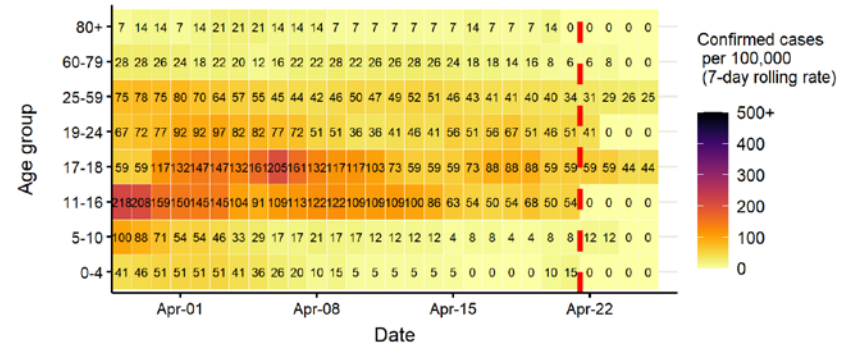 80+ 7 14 14 7 14 21 21 21 14 14 14 7 7 7 7 7 7 7 14 7 7 7 14 0 0 0 0 0
60-79 28 28 26 24 18 22 20 12 16 22 22 28 22 26 26 28 26 24 18 18 14 16 8 6 6 8 0 0
25-59 75 78 75 80 70 64 57 55 45 44 42 46 50 47 49 52 51 46 43 41 41 40 40 34 31 29 26 25
19-24 67 72 77 92 92 97 82 82 77 72 51 51 36 36 41 46 41 56 51 56 67 51 46 51 41 0 0 0
17-18 59 59 117 132 147 147 132 161 205 161 132 117 117 103 73 59 59 59 73 88 88 88 59 59 59 59 44 44
11-16 218 208 159 150 145 145 104 91 109 113 122 122 109 109 109 100 86 63 54 50 54 68 50 54 0 0 0 0
5-10 100 88 71 54 54 46 33 29 17 17 21 17 17 12 12 12 12 4 8 8 4 4 8 8 12 12 0 0
0-4 41 46 51 51 51 51 41 36 26 20 10 15 5 5 5 5 5 5 0 0 0 0 10 15 0 0 0 0
Age group
Apr-01 Apr-08 Apr-15 Apr-22
Date
Confirmed cases
per 100,000
(7-day rolling rate)
500+
400
300
200
100
0